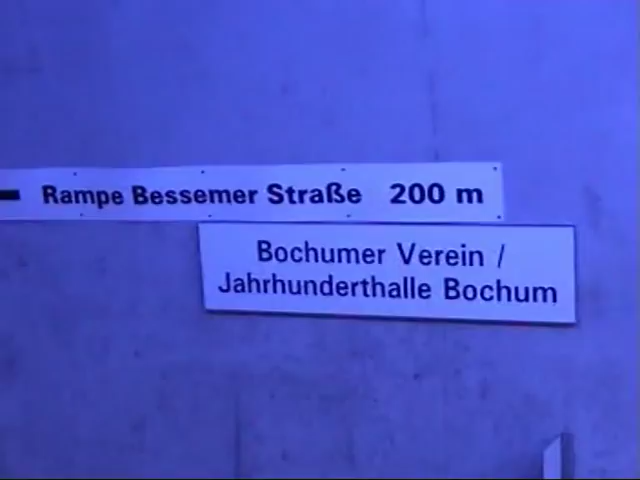 Rampe Bessemer Straße 200 m
Bochumer Verein /
Jahrhunderthalle Bochum